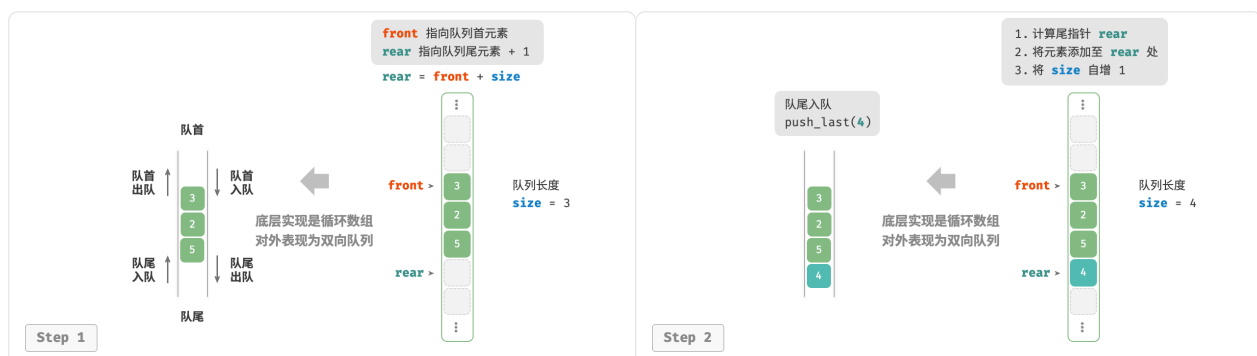 front 指向队列首元素
rear 指向队列尾元素 + 1
rear = front + size
队首
队首
出队
队首
入队
3
2
5
队尾
入队
队尾
出队
队尾
底层实现是循环数组
对外表现为双向队列
front
3
2
5
rear
队列长度
size = 3
Step 1
1. 计算尾指针 rear
2. 将元素添加至 rear 处
3. 将 size 自增 1
队尾入队
push_last(4)
3
2
5
4
底层实现是循环数组
对外表现为双向队列
front
3
2
5
rear
4
队列长度
size = 4
Step 2